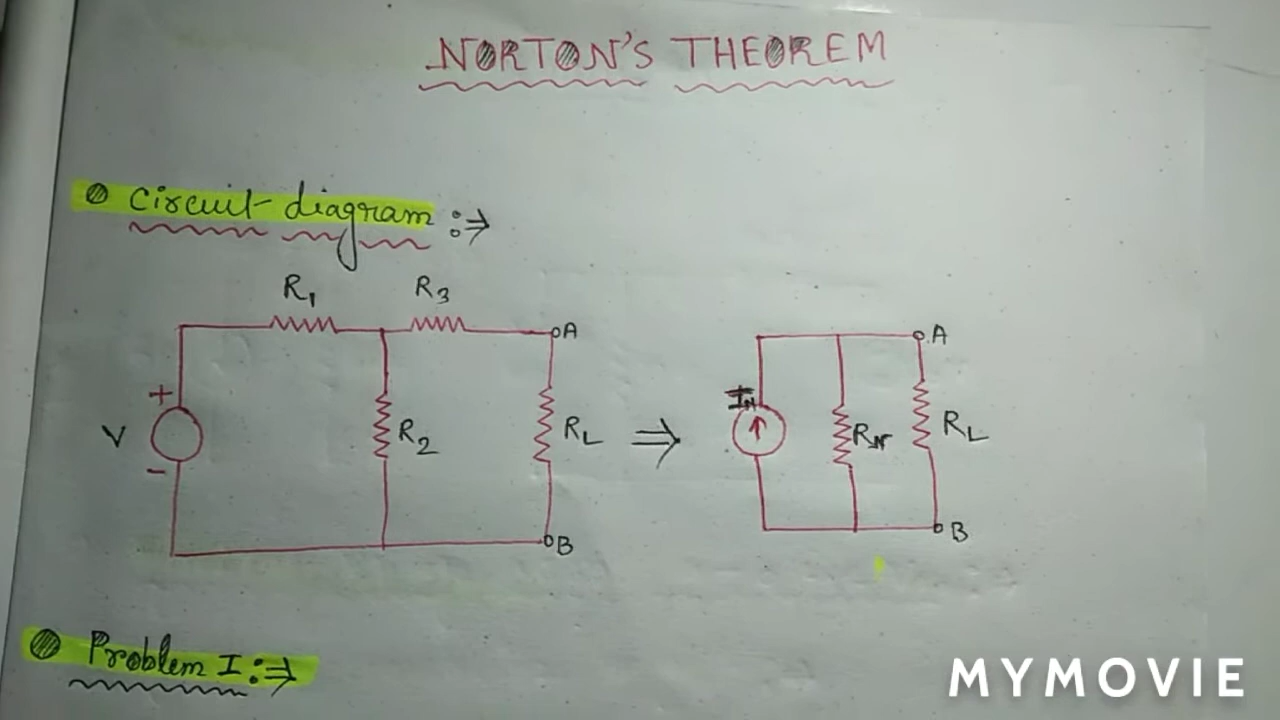 NORTON'S THEOREM
Circuit diagram :⇒
R1 R3
A
V + -
R2
RL
B
⇒
A
IN
RN
RL
B
Problem I :⇒
MYMOVIE